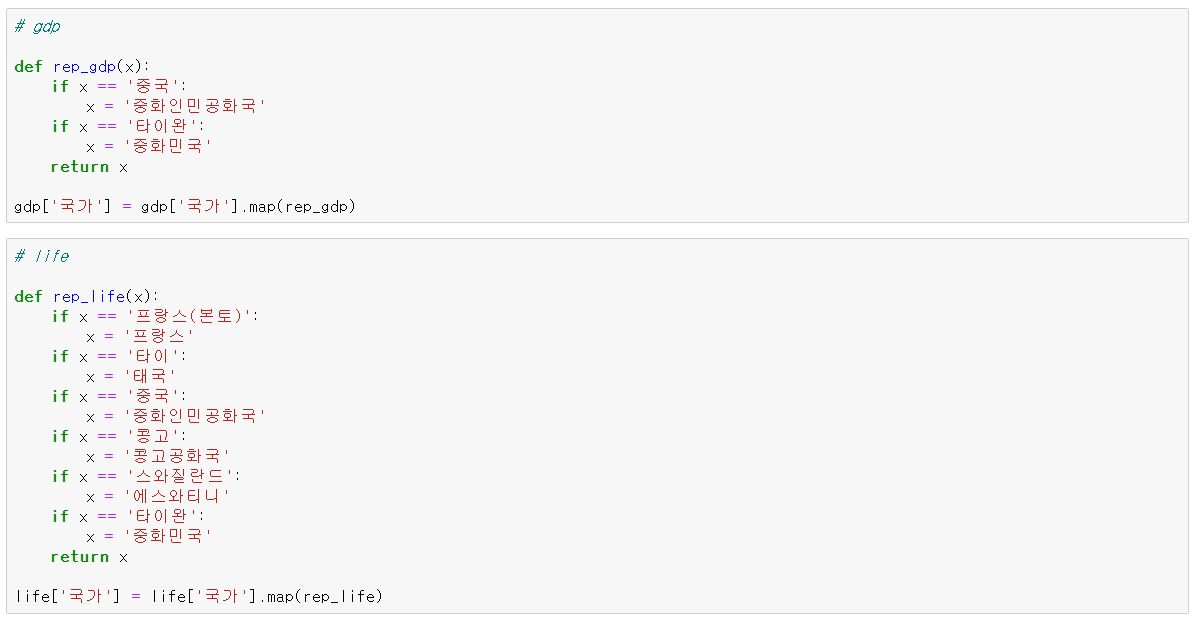 # gdp
def rep_gdp(x):
    if x == '중국':
        x = '중화인민공화국'
    if x == '타이완':
        x = '중화민국'
    return x
gdp['국가'] = gdp['국가'].map(rep_gdp)
# life
def rep_life(x):
    if x == '프랑스(본토)':
        x = '프랑스'
    if x == '타이':
        x = '태국'
    if x == '중국':
        x = '중화인민공화국'
    if x == '콩고':
        x = '콩고공화국'
    if x == '스와질란드':
        x = '에스와티니'
    if x == '타이완':
        x = '중화민국'
    return x
life['국가'] = life['국가'].map(rep_life)